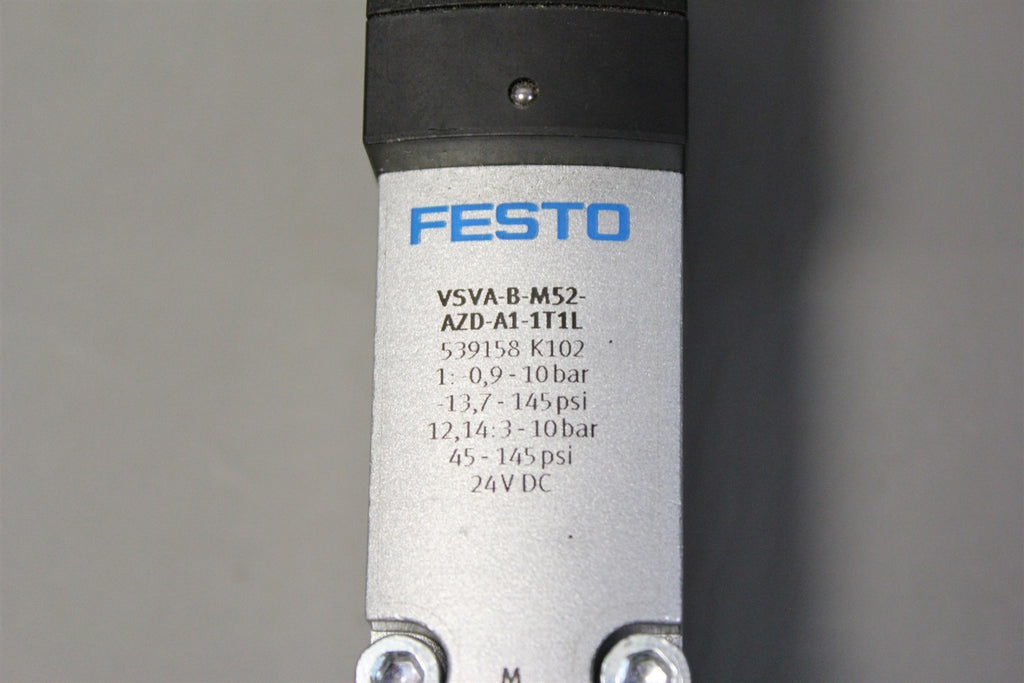 FESTO
VSVA-B-M52-
AZD-A1-1T1L
539158 K102
1: -0,9 - 10 bar
-13,7 - 145 psi
12,14: 3 - 10 bar
45 - 145 psi
24V DC
M